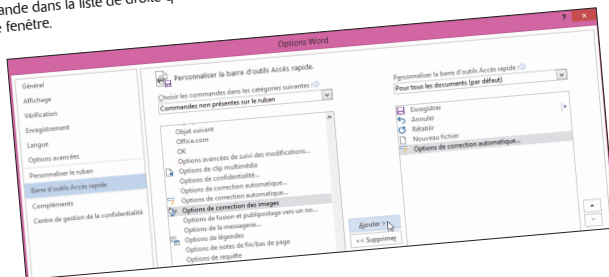 mande dans la liste de droite
fenêtre.
Options Word
Général
Affichage
Vérification
Enregistrement
Langue
Options avancées
Personnaliser le ruban
Barre d'outils Accès rapide
Compléments
Centre de gestion de la confidentialité
Personnaliser la barre d'outils Accès rapide.
Choisir les commandes dans les catégories suivantes :
Commandes non présentes sur le ruban
Objet suivant
Office.com
OK
Options avancées de suivi des modifications...
Options de clip multimédia
Options de confidentialité...
Options de correction automatique...
Options de correction automatique...
Options de correction des images
Options de fusion et publipostage vers un no...
Options de la messagerie...
Options de légendes
Options de notes de fin/bas de page
Options de requête
Ajouter >>
<< Supprimer
Personnaliser la barre d'outils Accès rapide :
Pour tous les documents (par défaut)
Enregistrer
Annuler
Rétablir
Nouveau fichier
Options de correction automatique...